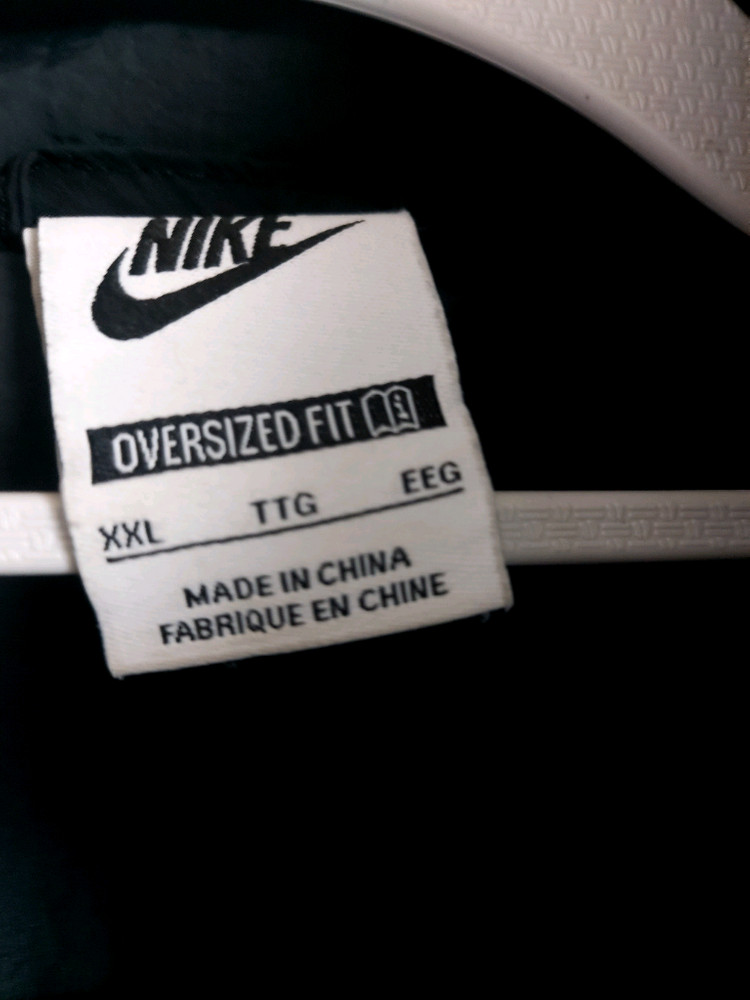 NIKE
OVERSIZED FIT
XXL TTG EEG
MADE IN CHINA
FABRIQUE EN CHINE